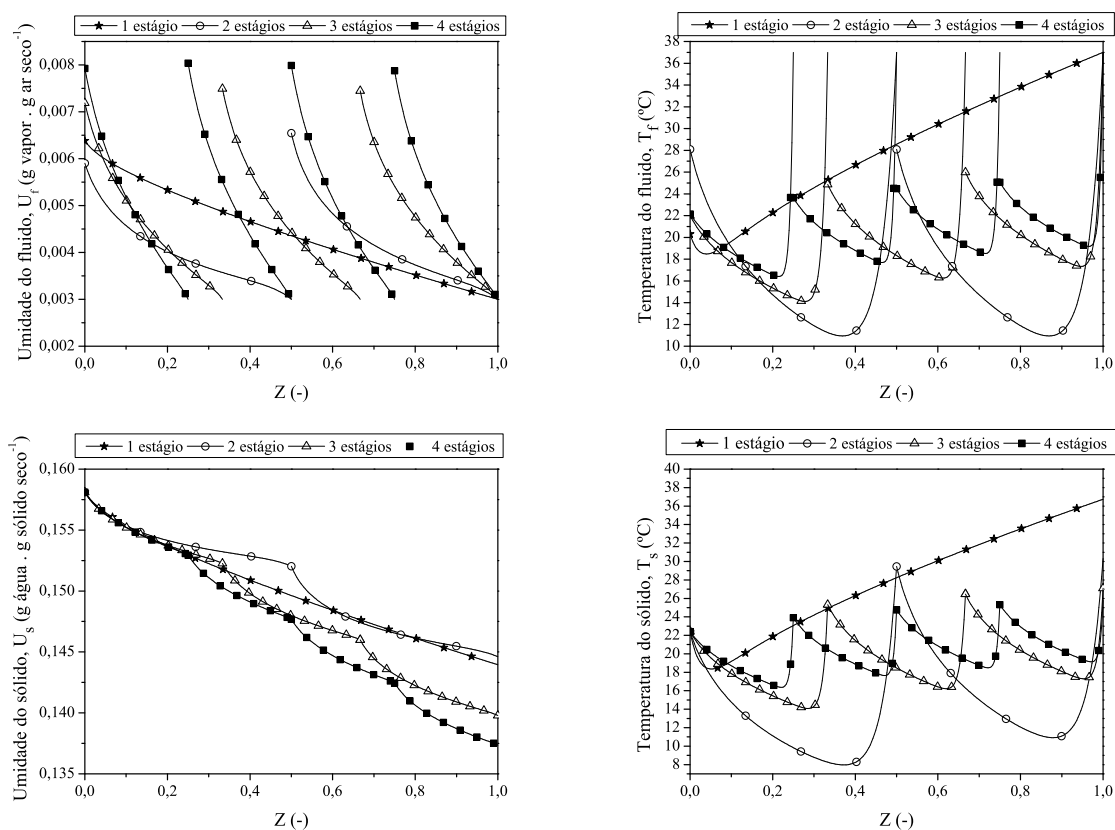 1 estágio 2 estágios 3 estágios 4 estágios
Umidade do fluido, U_f (g vapor . g ar seco⁻¹)
0,008
0,007
0,006
0,005
0,004
0,003
0,002
0,0 0,2 0,4 0,6 0,8 1,0
Z (-)
1 estágio 2 estágios 3 estágios 4 estágios
Temperatura do fluido, T_f (ºC)
38
36
34
32
30
28
26
24
22
20
18
16
14
12
10
0,0 0,2 0,4 0,6 0,8 1,0
Z (-)
1 estágio 2 estágios 3 estágios 4 estágios
Umidade do sólido, U_s (g água . g sólido seco⁻¹)
0,160
0,155
0,150
0,145
0,140
0,135
0,0 0,2 0,4 0,6 0,8 1,0
Z (-)
1 estágio 2 estágios 3 estágios 4 estágios
Temperatura do sólido, T_s (ºC)
40
38
36
34
32
30
28
26
24
22
20
18
16
14
12
10
8
0,0 0,2 0,4 0,6 0,8 1,0
Z (-)